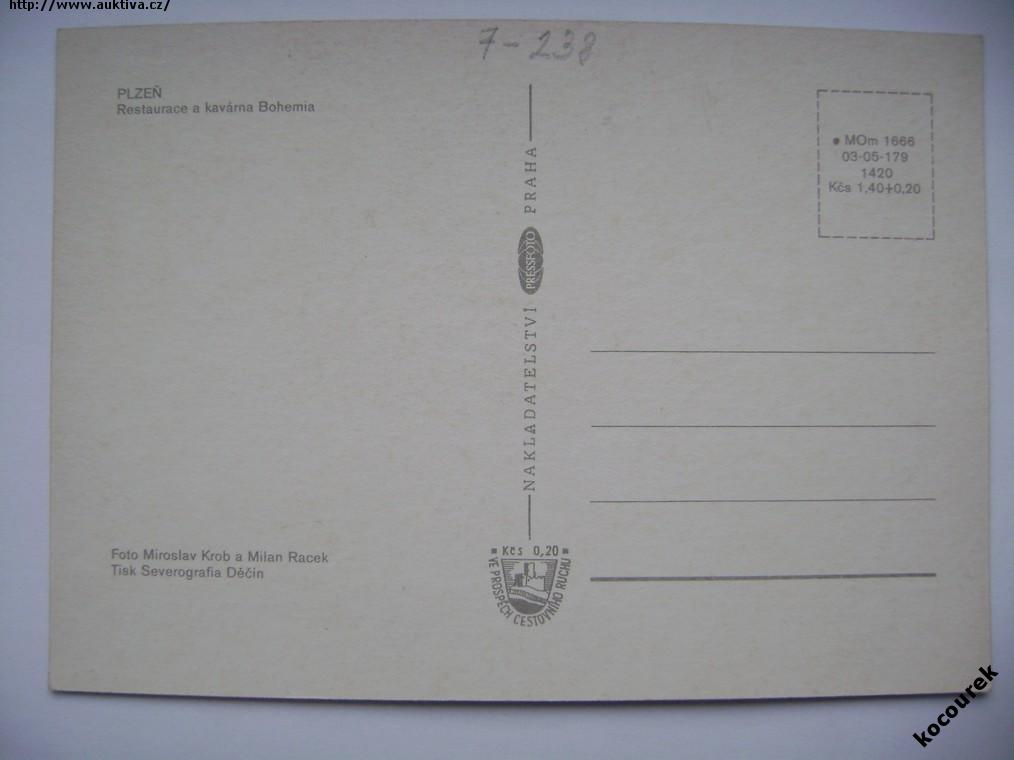 http://www.auktiva.cz/
7-238
PLZEŇ
Restaurace a kavárna Bohemia
MOm 1666
03-05-179
1420
Kčs 1,40+0,20
NAKLADATELSTVÍ PRESSFOTO PRAHA
Foto Miroslav Krob a Milan Racek
Tisk Severografia Děčín
Kčs 0,20
VE PROSPĚCH CESTOVNÍHO RUCHU
kocourek